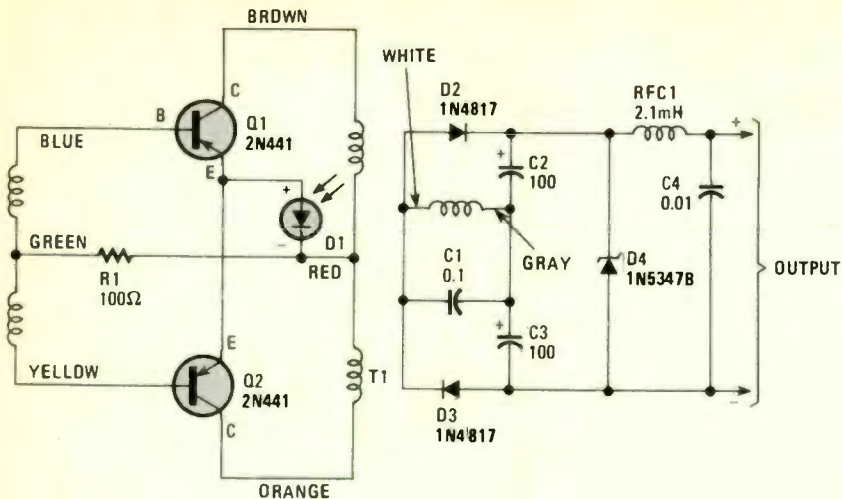 BRDWN
WHITE
C
B
Q1
2N441
BLUE
E
+
-
D1
GREEN
R1
100Ω
RED
E
YELLOW
Q2
2N441
C
T1
ORANGE
D2
1N4817
RFC1
2.1mH
+
+
C2
100
C4
0.01
GRAY
C1
0.1
D4
1N5347B
OUTPUT
+
C3
100
D3
1N4817
-